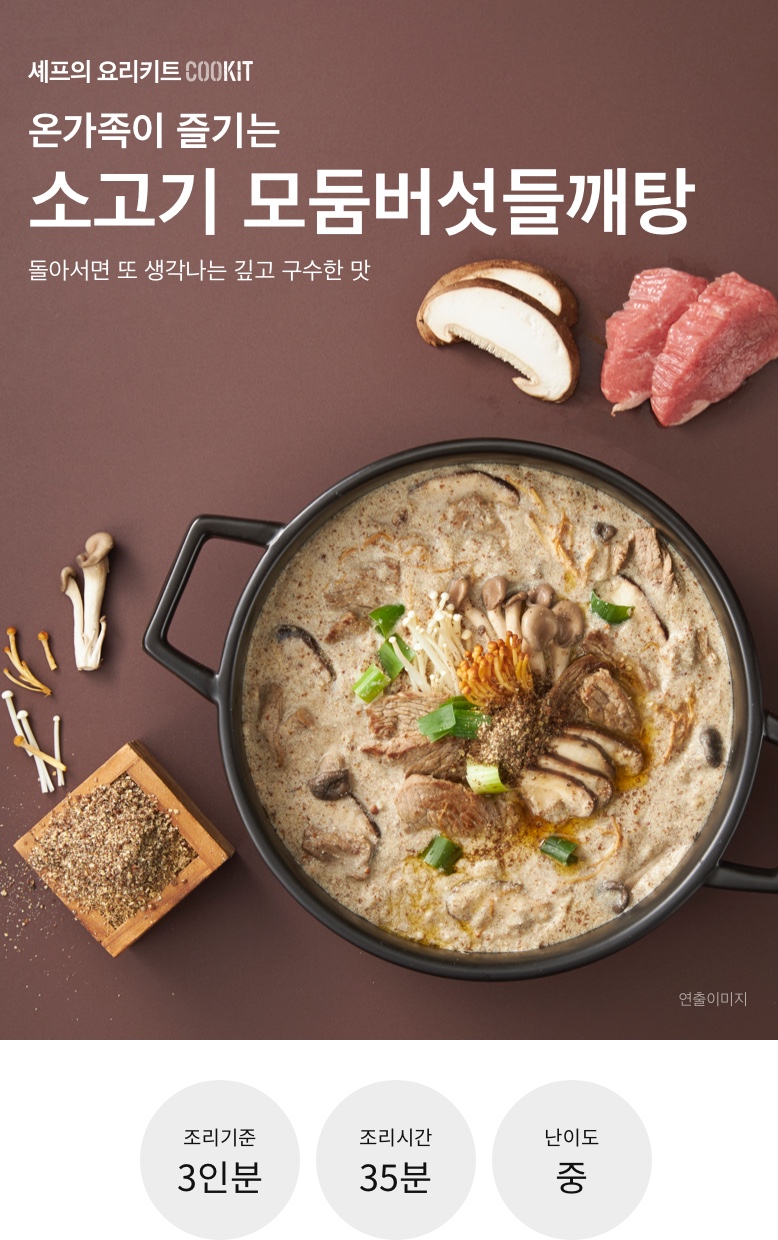 셰프의 요리키트 COOKIT
온가족이 즐기는
소고기 모둠버섯들깨탕
돌아서면 또 생각나는 깊고 구수한 맛
연출이미지
조리기준
3인분
조리시간
35분
난이도
중